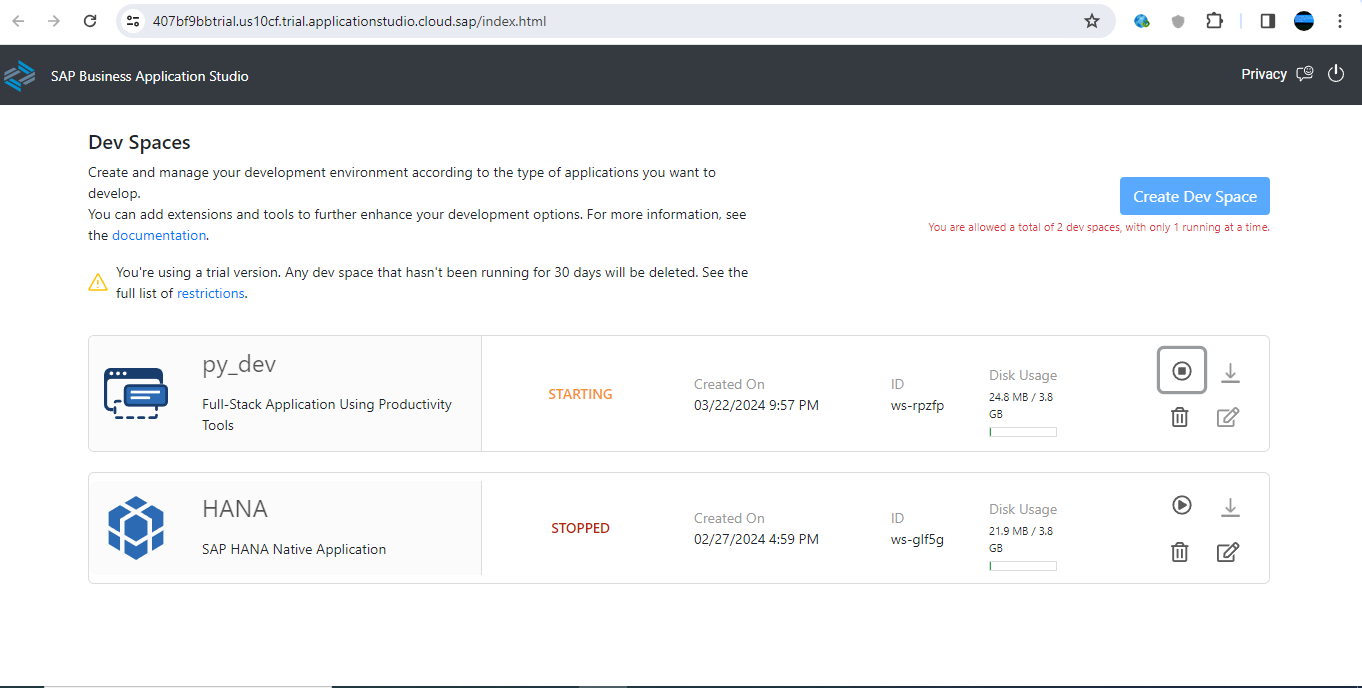 407bf9bbtrial.us10cf.trial.applicationstudio.cloud.sap/index.html
SAP Business Application Studio
Privacy
Dev Spaces
Create and manage your development environment according to the type of applications you want to
develop.
You can add extensions and tools to further enhance your development options. For more information, see
the documentation.
Create Dev Space
You are allowed a total of 2 dev spaces, with only 1 running at a time.
You're using a trial version. Any dev space that hasn't been running for 30 days will be deleted. See the
full list of restrictions.
py_dev
Full-Stack Application Using Productivity
Tools
STARTING
Created On
03/22/2024 9:57 PM
ID
ws-rpzfp
Disk Usage
24.8 MB / 3.8
GB
HANA
SAP HANA Native Application
STOPPED
Created On
02/27/2024 4:59 PM
ID
ws-glf5g
Disk Usage
21.9 MB / 3.8
GB